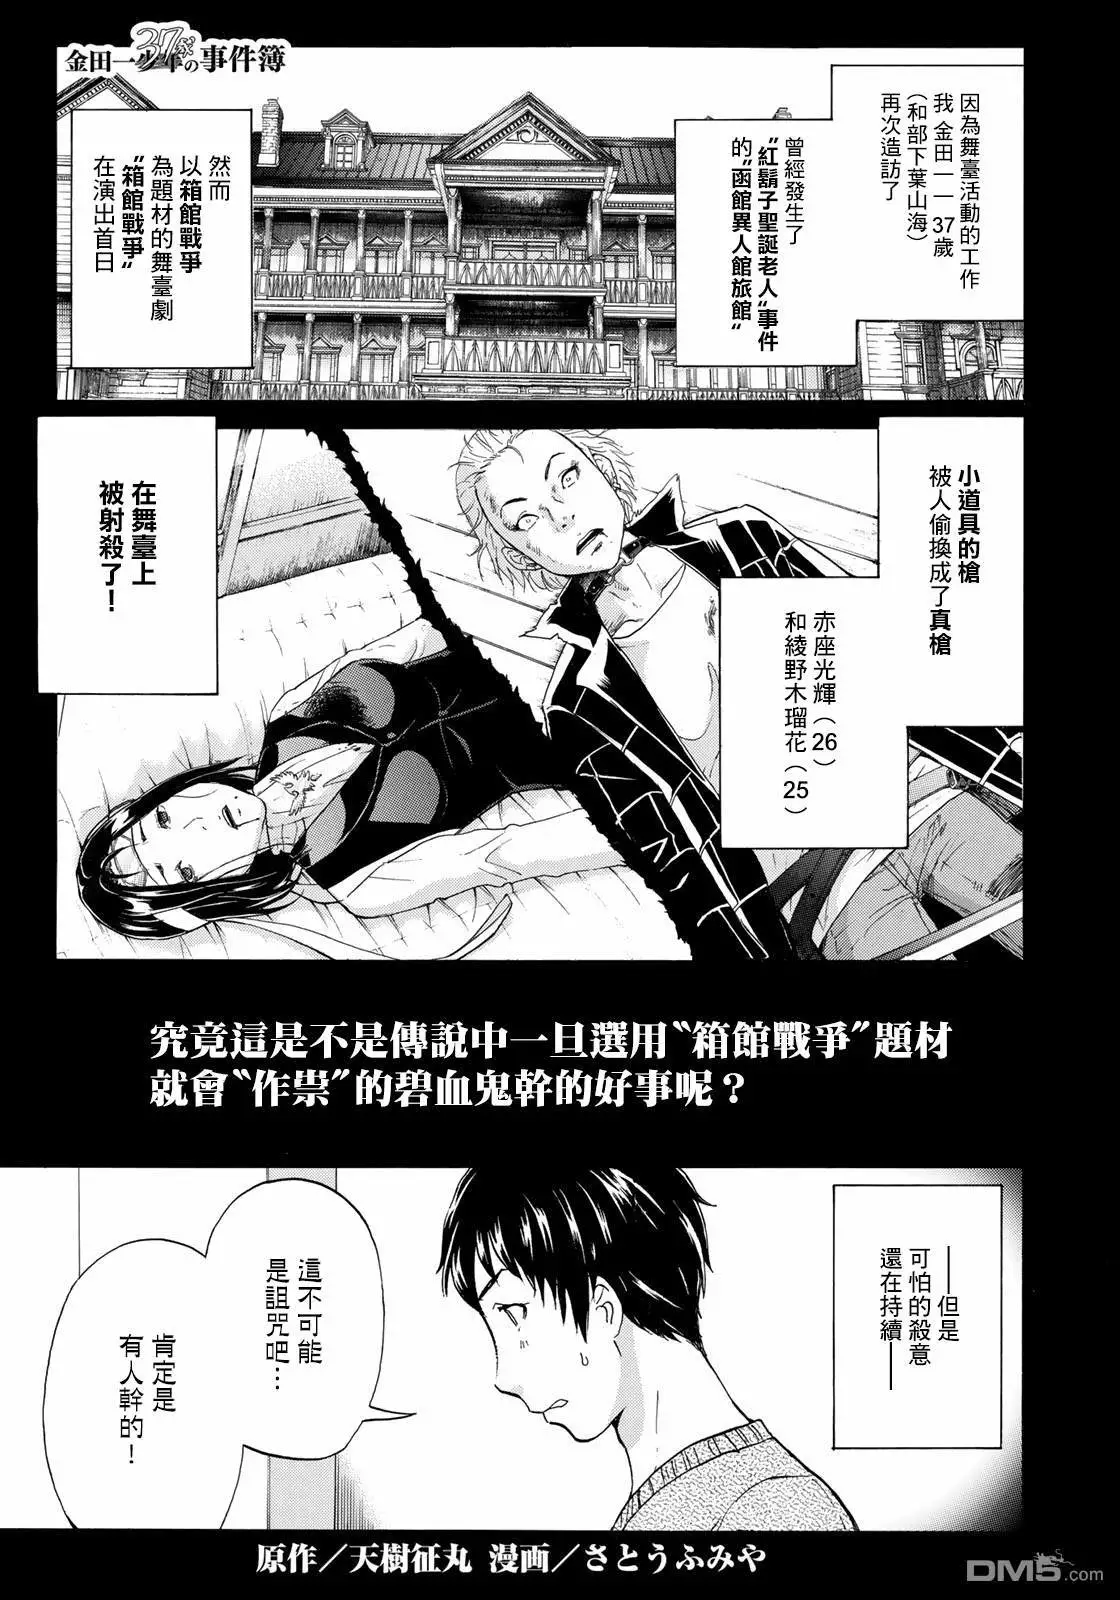 金田一37歳の事件簿
因為舞臺活動的工作
我 金田一一 37歲
(和部下葉山海)
再次造訪了
曾經發生了
“紅鬍子聖誕老人”事件
的“函館異人館旅館”
然而
以箱館戰爭
為題材的舞臺劇
“箱館戰爭”
在演出首日
小道具的槍
被人偷換成了真槍
赤座光輝(26)
和綾野木瑠花(25)
在舞臺上
被射殺了!
究竟這是不是傳說中一旦選用“箱館戰爭”題材
就會“作祟”的碧血鬼幹的好事呢?
——但是
可怕的殺意
還在持續——
這不可能
是詛咒吧…
肯定是
有人幹的!
原作/天樹征丸 漫画/さとうふみや
DM5.com